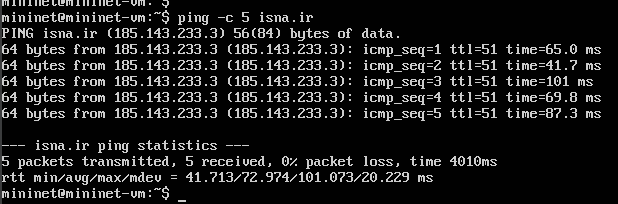 mininet@mininet-vm:~$
mininet@mininet-vm:~$ ping -c 5 isna.ir
PING isna.ir (185.143.233.3) 56(84) bytes of data.
64 bytes from 185.143.233.3 (185.143.233.3): icmp_seq=1 ttl=51 time=65.0 ms
64 bytes from 185.143.233.3 (185.143.233.3): icmp_seq=2 ttl=51 time=41.7 ms
64 bytes from 185.143.233.3 (185.143.233.3): icmp_seq=3 ttl=51 time=101 ms
64 bytes from 185.143.233.3 (185.143.233.3): icmp_seq=4 ttl=51 time=69.8 ms
64 bytes from 185.143.233.3 (185.143.233.3): icmp_seq=5 ttl=51 time=87.3 ms

--- isna.ir ping statistics ---
5 packets transmitted, 5 received, 0% packet loss, time 4010ms
rtt min/avg/max/mdev = 41.713/72.974/101.073/20.229 ms
mininet@mininet-vm:~$ _